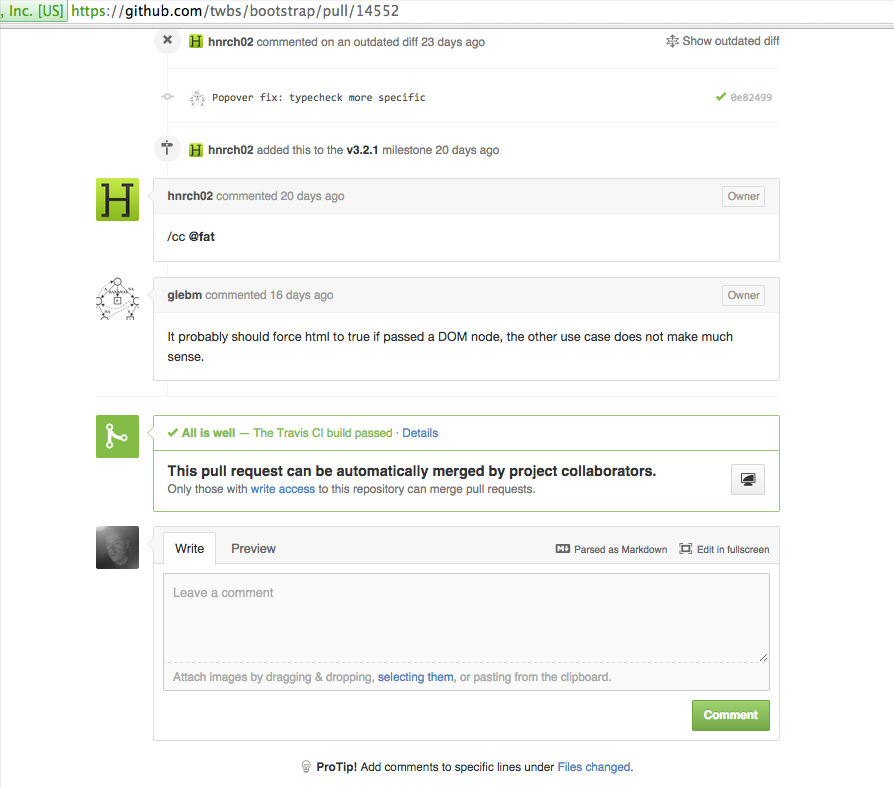 , Inc. [US] https://github.com/twbs/bootstrap/pull/14552
hnrch02 commented on an outdated diff 23 days ago Show outdated diff
Popover fix: typecheck more specific 0e82499
hnrch02 added this to the v3.2.1 milestone 20 days ago
hnrch02 commented 20 days ago Owner
/cc @fat
glebm commented 16 days ago Owner
It probably should force html to true if passed a DOM node, the other use case does not make much
sense.
All is well — The Travis CI build passed · Details
This pull request can be automatically merged by project collaborators.
Only those with write access to this repository can merge pull requests.
Write Preview Parsed as Markdown Edit in fullscreen
Leave a comment
Attach images by dragging & dropping, selecting them, or pasting from the clipboard.
Comment
ProTip! Add comments to specific lines under Files changed.